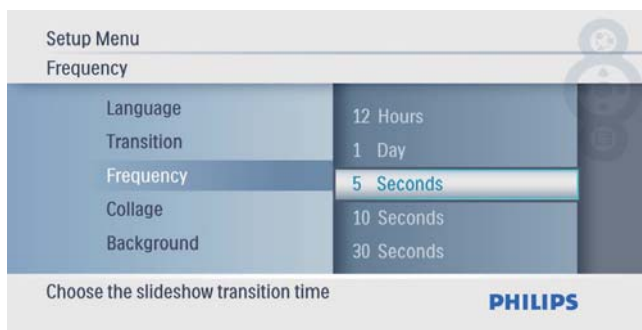 Setup Menu
Frequency
Language
Transition
Frequency
Collage
Background
12 Hours
1 Day
5 Seconds
10 Seconds
30 Seconds
Choose the slideshow transition time
PHILIPS